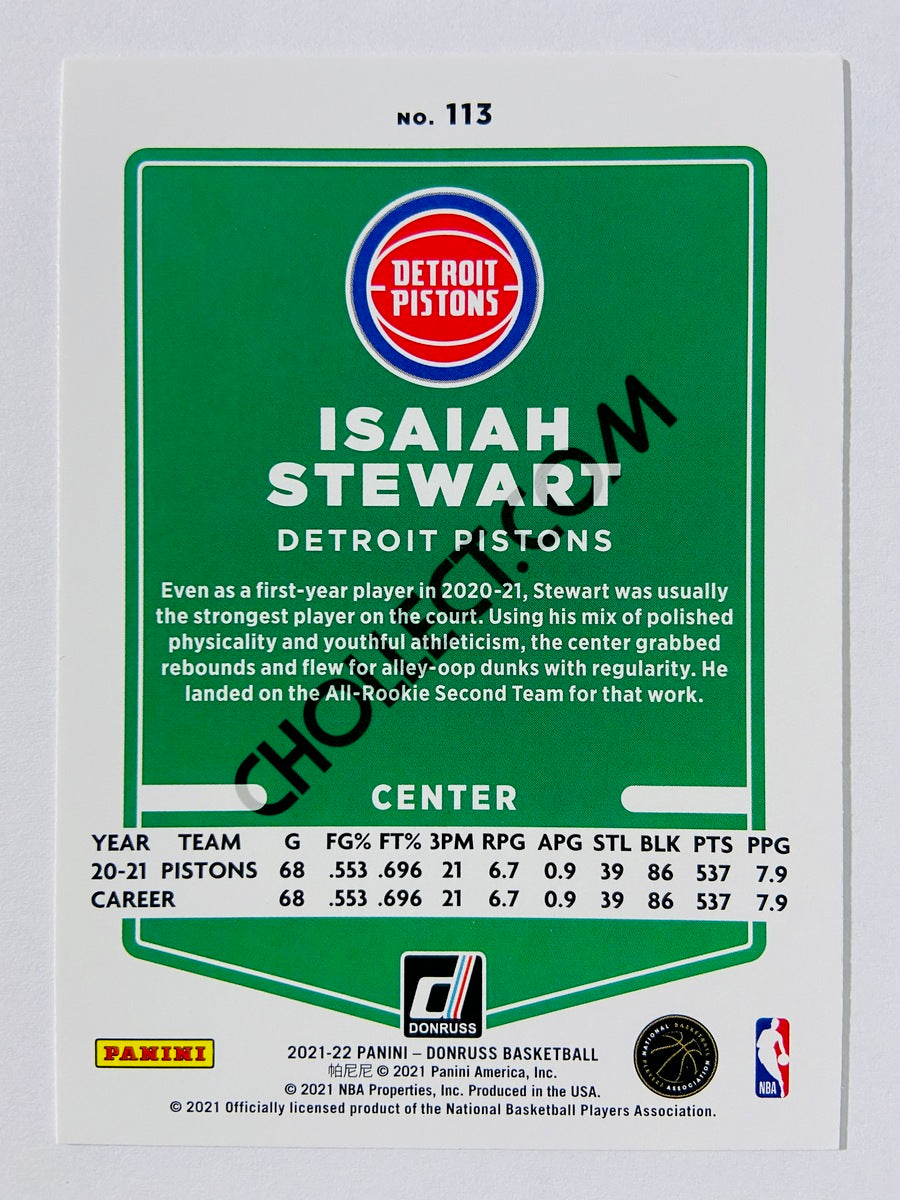 NO. 113
DETROIT
PISTONS
ISAIAH
STEWART
DETROIT PISTONS
Even as a first-year player in 2020-21, Stewart was usually
the strongest player on the court. Using his mix of polished
physicality and youthful athleticism, the center grabbed
rebounds and flew for alley-oop dunks with regularity. He
landed on the All-Rookie Second Team for that work.
CHOLLECT.COM
CENTER
YEAR TEAM G FG% FT% 3PM RPG APG STL BLK PTS PPG
20-21 PISTONS 68 .553 .696 21 6.7 0.9 39 86 537 7.9
CAREER 68 .553 .696 21 6.7 0.9 39 86 537 7.9
d
DONRUSS
PANINI
2021-22 PANINI – DONRUSS BASKETBALL
帕尼尼 © 2021 Panini America, Inc.
© 2021 NBA Properties, Inc. Produced in the USA.
© 2021 Officially licensed product of the National Basketball Players Association.
NATIONAL BASKETBALL
PLAYERS ASSOCIATION
NBA